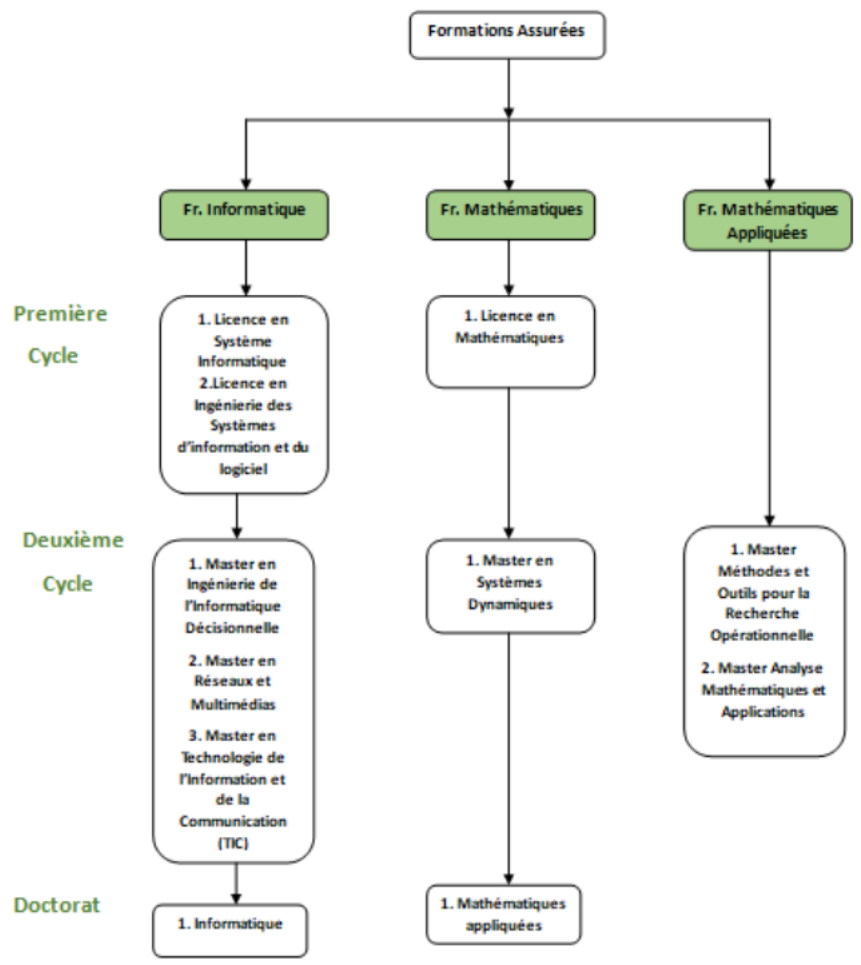 Formations Assurées
Fr. Informatique
Fr. Mathématiques
Fr. Mathématiques
Appliquées
Première
Cycle
1. Licence en
Système
Informatique
2.Licence en
Ingénierie des
Systèmes
d'information et du
logiciel
1. Licence en
Mathématiques
Deuxième
Cycle
1. Master en
Ingénierie de
l'Informatique
Décisionnelle
2. Master en
Réseaux et
Multimédias
3. Master en
Technologie de
l'Information et
de la
Communication
(TIC)
1. Master en
Systèmes
Dynamiques
1. Master
Méthodes et
Outils pour la
Recherche
Opérationnelle
2. Master Analyse
Mathématiques et
Applications
Doctorat
1. Informatique
1. Mathématiques
appliquées